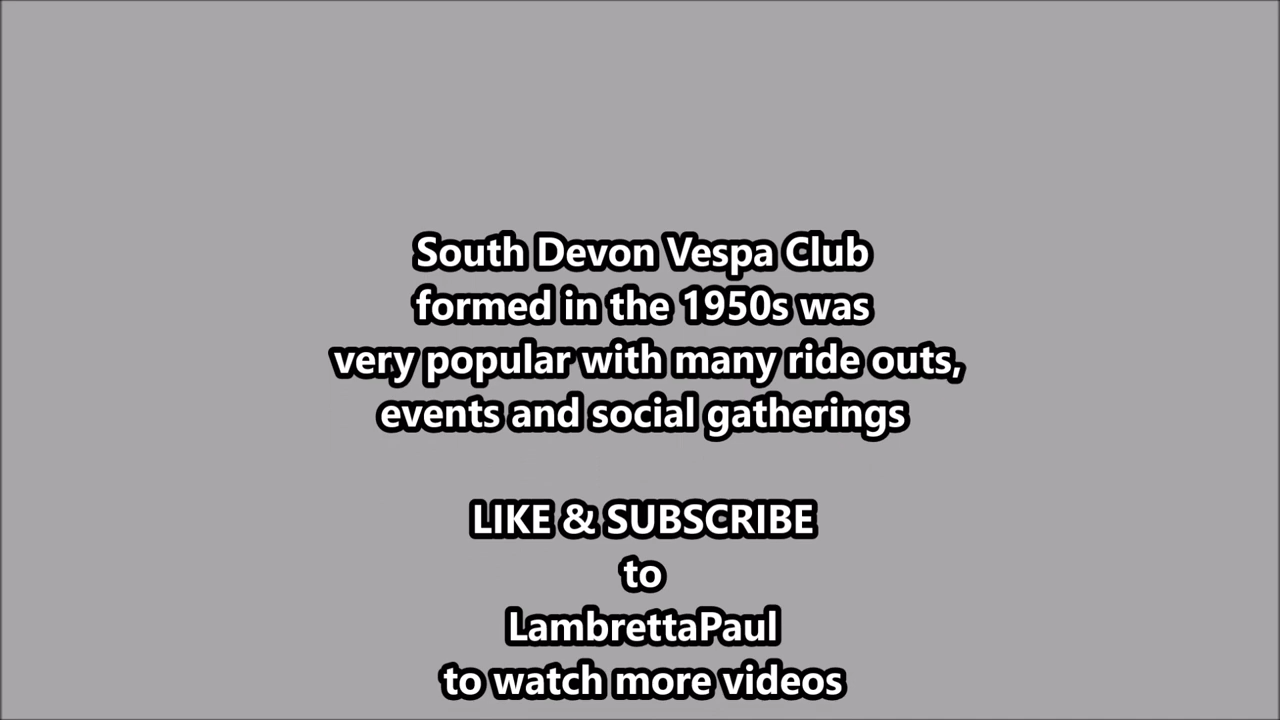 South Devon Vespa Club
formed in the 1950s was
very popular with many ride outs,
events and social gatherings
LIKE & SUBSCRIBE
to
LambrettaPaul
to watch more videos